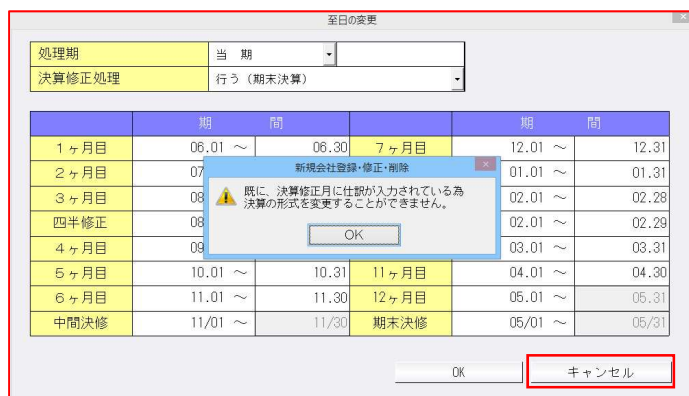 至日の変更
処理期 当 期
決算修正処理 行う（期末決算）
期 間 期 間
1ヶ月目 06.01 ～ 06.30 7ヶ月目 12.01 ～ 12.31
2ヶ月目 07 01.01 ～ 01.31
3ヶ月目 08 02.01 ～ 02.28
四半修正 08 02.01 ～ 02.29
4ヶ月目 09 03.01 ～ 03.31
新規会社登録・修正・削除
既に、決算修正月に仕訳が入力されている為
決算の形式を変更することができません。
OK
5ヶ月目 10.01 ～ 10.31 11ヶ月目 04.01 ～ 04.30
6ヶ月目 11.01 ～ 11.30 12ヶ月目 05.01 ～ 05.31
中間決修 11/01 ～ 11/30 期末決修 05/01 ～ 05/31
OK キャンセル